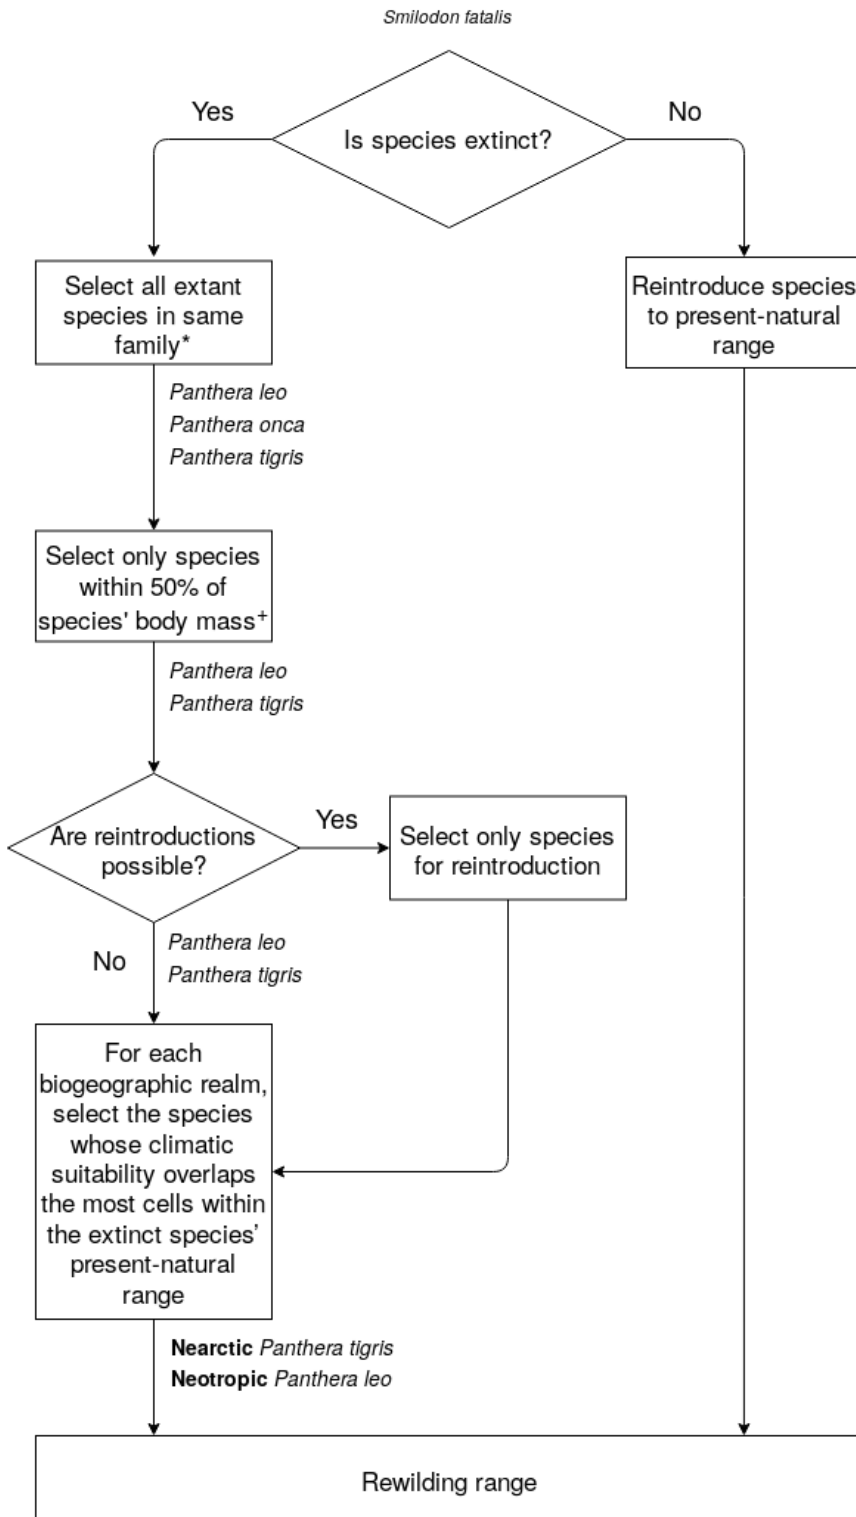 Smilodon fatalis
Yes
No
Is species extinct?
Select all extant
species in same
family*
Reintroduce species
to present-natural
range
Panthera leo
Panthera onca
Panthera tigris
Select only species
within 50% of
species' body mass+
Panthera leo
Panthera tigris
Are reintroductions
possible?
Yes
Select only species
for reintroduction
No
Panthera leo
Panthera tigris
For each
biogeographic realm,
select the species
whose climatic
suitability overlaps
the most cells within
the extinct species’
present-natural
range
Nearctic Panthera tigris
Neotropic Panthera leo
Rewilding range